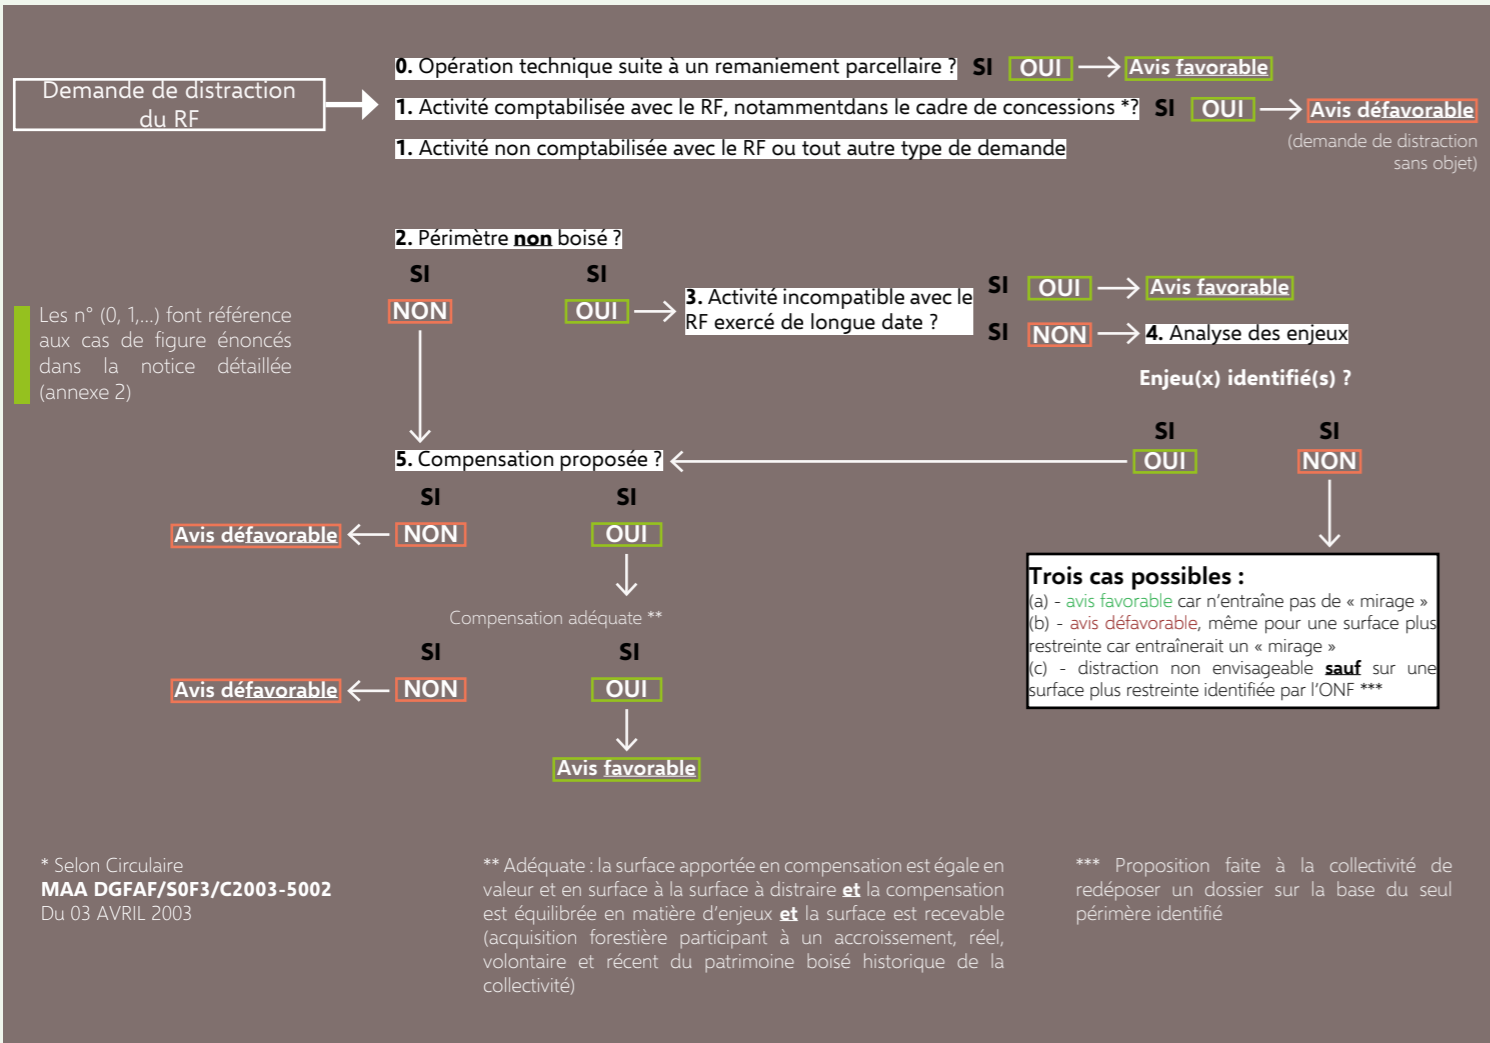 Demande de distraction
du RF
0. Opération technique suite à un remaniement parcellaire ? SI OUI Avis favorable
1. Activité comptabilisée avec le RF, notammentdans le cadre de concessions *? SI OUI Avis défavorable
(demande de distraction
sans objet)
1. Activité non comptabilisée avec le RF ou tout autre type de demande
2. Périmètre non boisé ?
SI SI
NON OUI
3. Activité incompatible avec le
RF exercé de longue date ?
SI OUI Avis favorable
SI NON 4. Analyse des enjeux
Les n° (0, 1,...) font référence
aux cas de figure énoncés
dans la notice détaillée
(annexe 2)
Enjeu(x) identifié(s) ?
SI SI
OUI NON
5. Compensation proposée ?
SI SI
Avis défavorable NON OUI
Compensation adéquate **
SI SI
Avis défavorable NON OUI
Avis favorable
Trois cas possibles :
(a) - avis favorable car n'entraîne pas de « mirage »
(b) - avis défavorable, même pour une surface plus
restreinte car entraînerait un « mirage »
(c) - distraction non envisageable sauf sur une
surface plus restreinte identifiée par l'ONF ***
* Selon Circulaire
MAA DGFAF/S0F3/C2003-5002
Du 03 AVRIL 2003
** Adéquate : la surface apportée en compensation est égale en
valeur et en surface à la surface à distraire et la compensation
est équilibrée en matière d'enjeux et la surface est recevable
(acquisition forestière participant à un accroissement, réel,
volontaire et récent du patrimoine boisé historique de la
collectivité)
*** Proposition faite à la collectivité de
redéposer un dossier sur la base du seul
périmère identifié